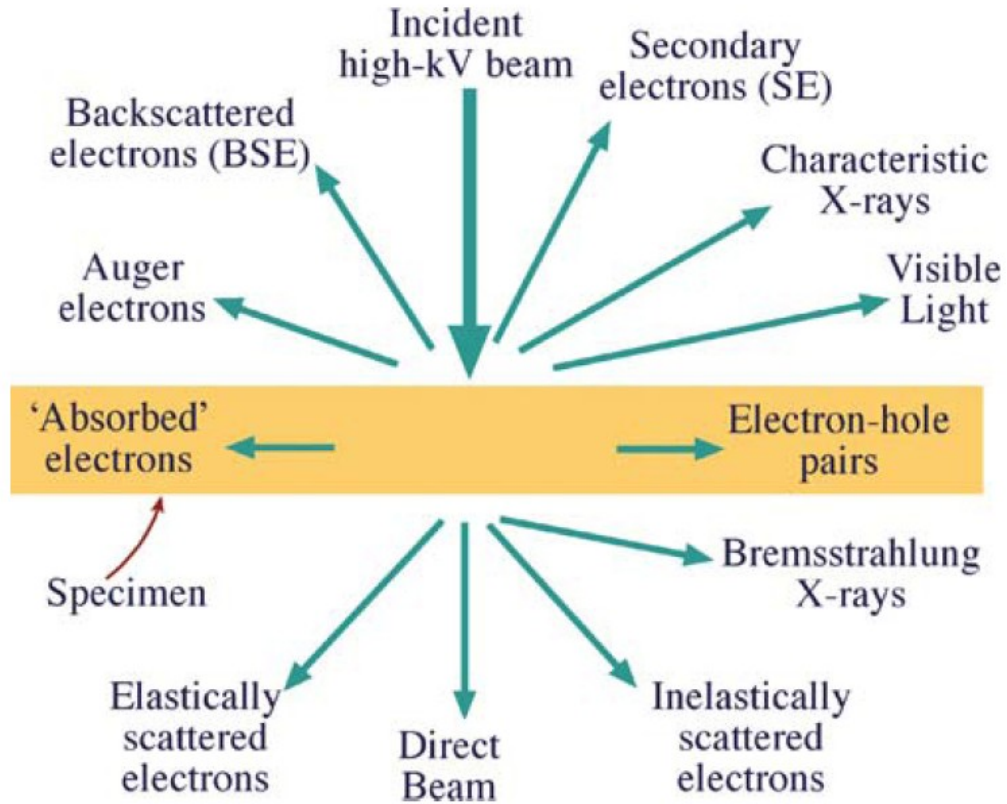 Incident
high-kV beam
Secondary
electrons (SE)
Backscattered
electrons (BSE)
Characteristic
X-rays
Auger
electrons
Visible
Light
‘Absorbed’
electrons
Electron-hole
pairs
Specimen
Bremsstrahlung
X-rays
Elastically
scattered
electrons
Direct
Beam
Inelastically
scattered
electrons